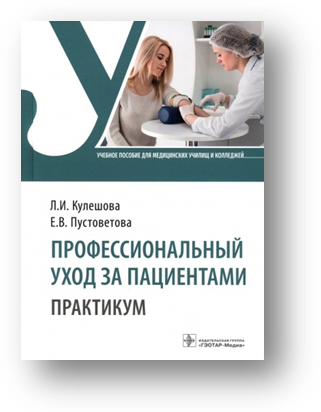 У
УЧЕБНОЕ ПОСОБИЕ ДЛЯ МЕДИЦИНСКИХ УЧИЛИЩ И КОЛЛЕДЖЕЙ
Л.И. Кулешова
Е.В. Пустоветова
ПРОФЕССИОНАЛЬНЫЙ
УХОД ЗА ПАЦИЕНТАМИ
ПРАКТИКУМ
ИЗДАТЕЛЬСКАЯ ГРУППА
«ГЭОТАР-Медиа»